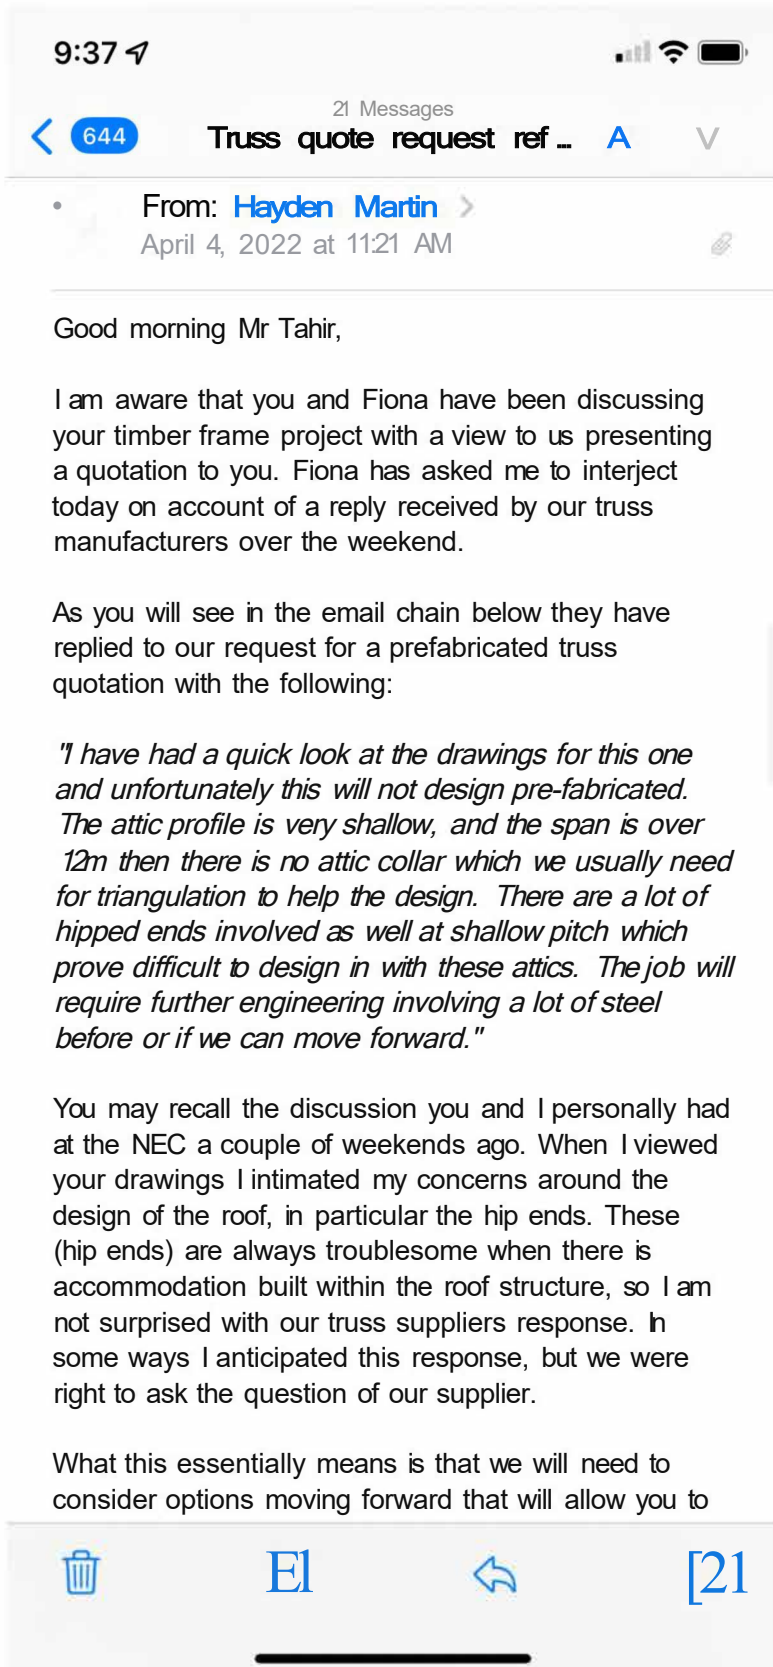 9:37
21 Messages
644
Truss quote request ref ...
A
V
From: Hayden Martin
April 4, 2022 at 11:21 AM
Good morning Mr Tahir,
I am aware that you and Fiona have been discussing
your timber frame project with a view to us presenting
a quotation to you. Fiona has asked me to interject
today on account of a reply received by our truss
manufacturers over the weekend.
As you will see in the email chain below they have
replied to our request for a prefabricated truss
quotation with the following:
"I have had a quick look at the drawings for this one
and unfortunately this will not design pre-fabricated.
The attic profile is very shallow, and the span is over
12m then there is no attic collar which we usually need
for triangulation to help the design. There are a lot of
hipped ends involved as well at shallow pitch which
prove difficult to design in with these attics. The job will
require further engineering involving a lot of steel
before or if we can move forward."
You may recall the discussion you and I personally had
at the NEC a couple of weekends ago. When I viewed
your drawings I intimated my concerns around the
design of the roof, in particular the hip ends. These
(hip ends) are always troublesome when there is
accommodation built within the roof structure, so I am
not surprised with our truss suppliers response. In
some ways I anticipated this response, but we were
right to ask the question of our supplier.
What this essentially means is that we will need to
consider options moving forward that will allow you to
El
[21